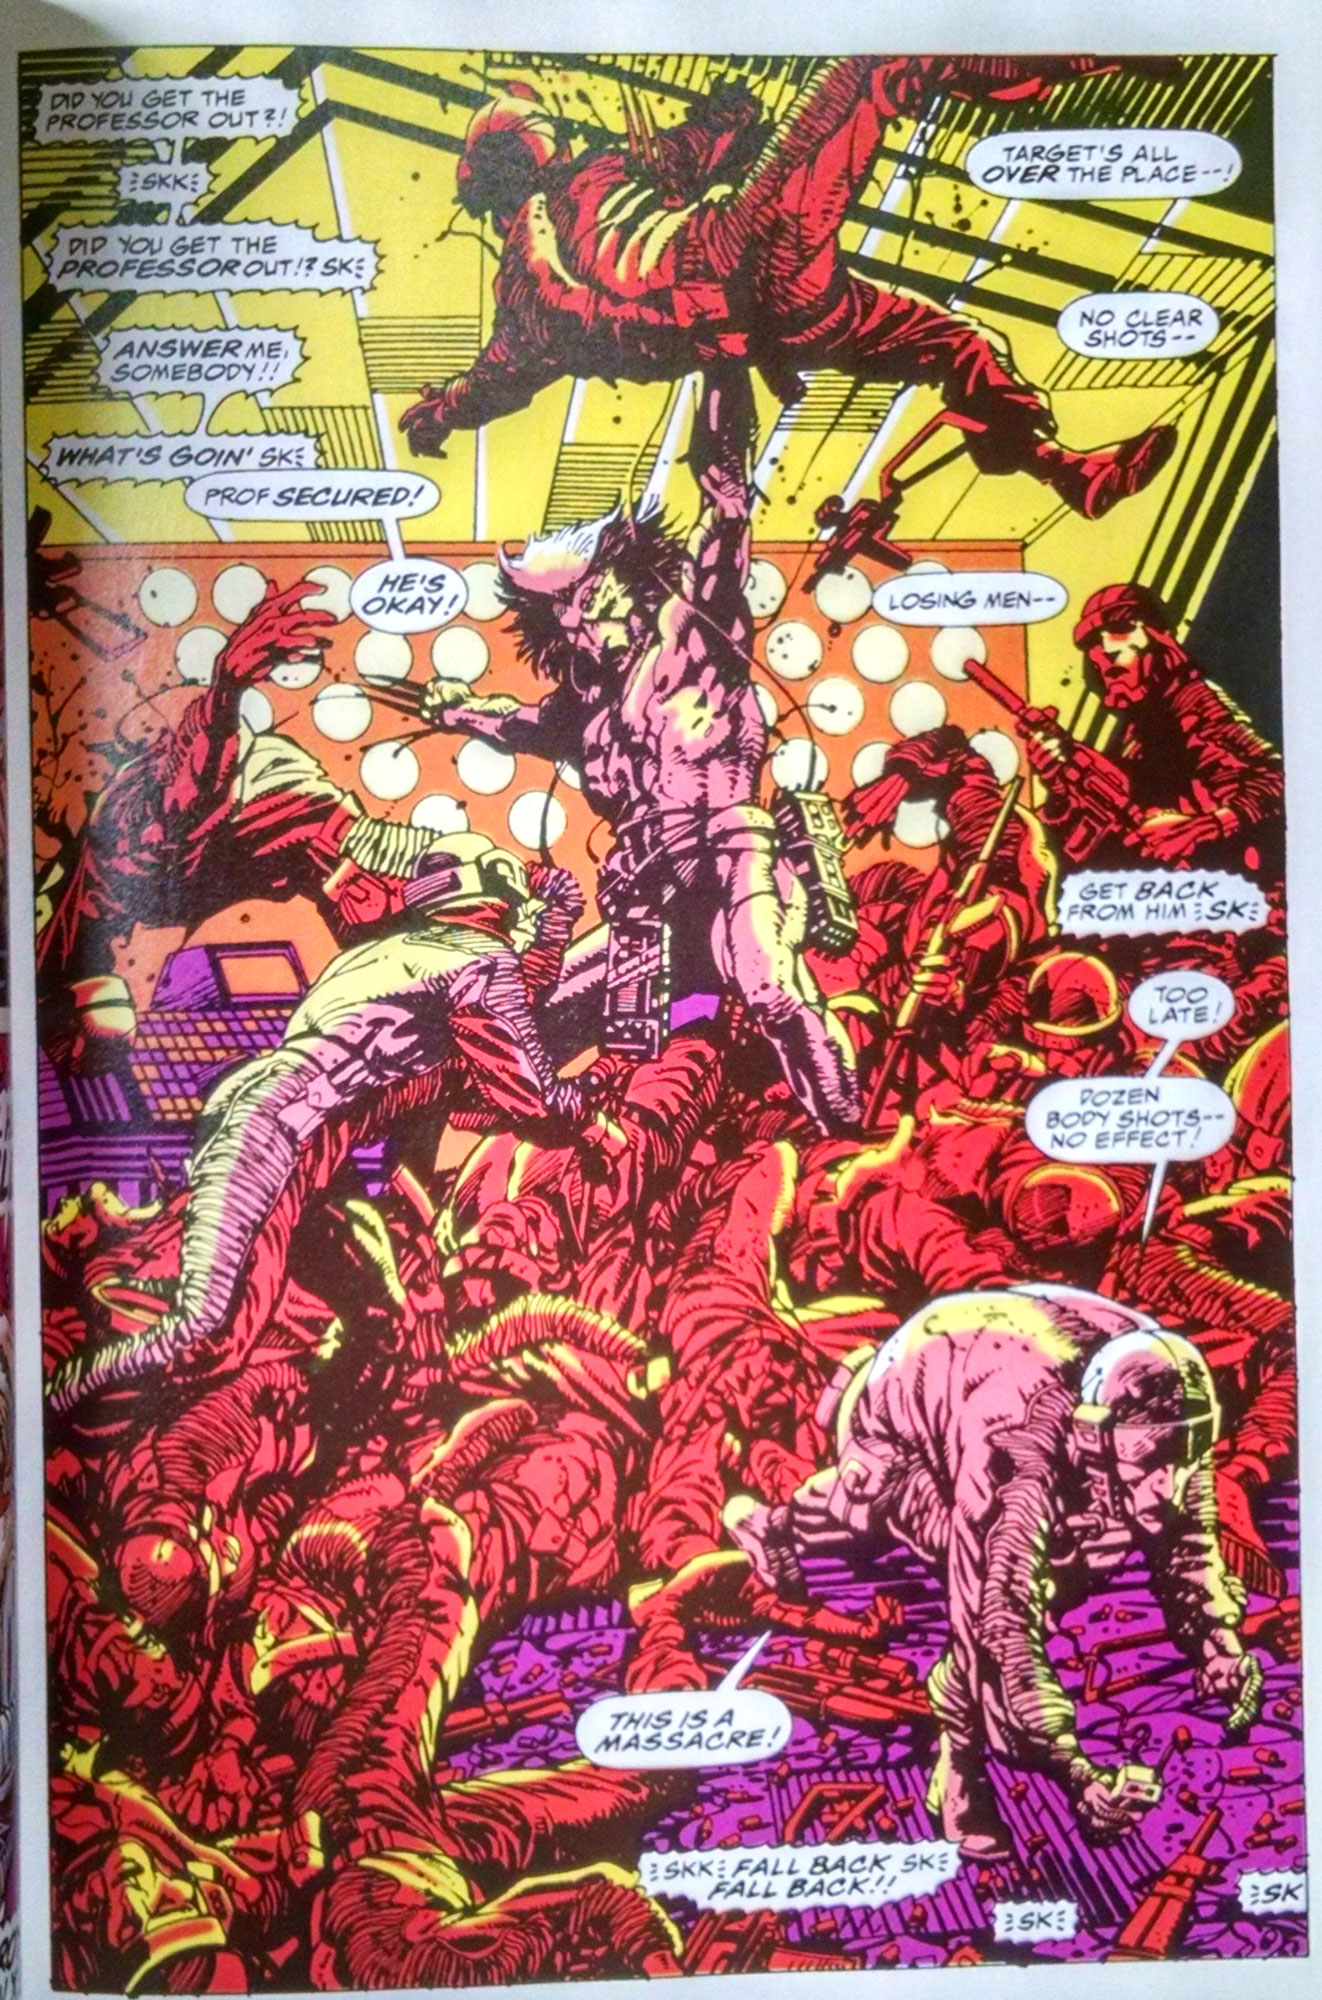 DID YOU GET THE
PROFESSOR OUT?!
SKK
DID YOU GET THE
PROFESSOR OUT!? SK
ANSWER ME,
SOMEBODY!!
WHAT'S GOIN' SK
PROF SECURED!
HE'S
OKAY!
TARGET'S ALL
OVER THE PLACE--!
NO CLEAR
SHOTS--
LOSING MEN--
GET BACK
FROM HIM SK
TOO
LATE!
DOZEN
BODY SHOTS--
NO EFFECT!
THIS IS A
MASSACRE!
SKK FALL BACK SK
FALL BACK!!
SK
SK